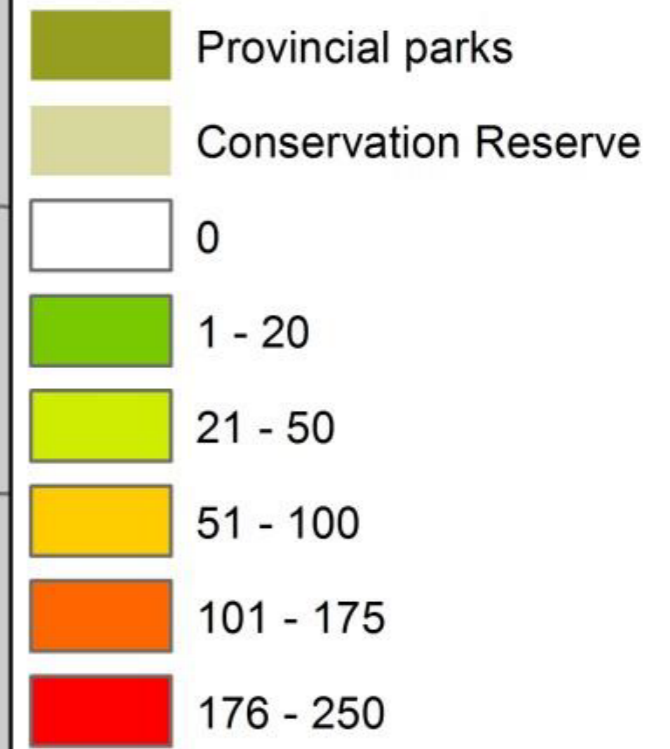 Provincial parks
Conservation Reserve
0
1 - 20
21 - 50
51 - 100
101 - 175
176 - 250